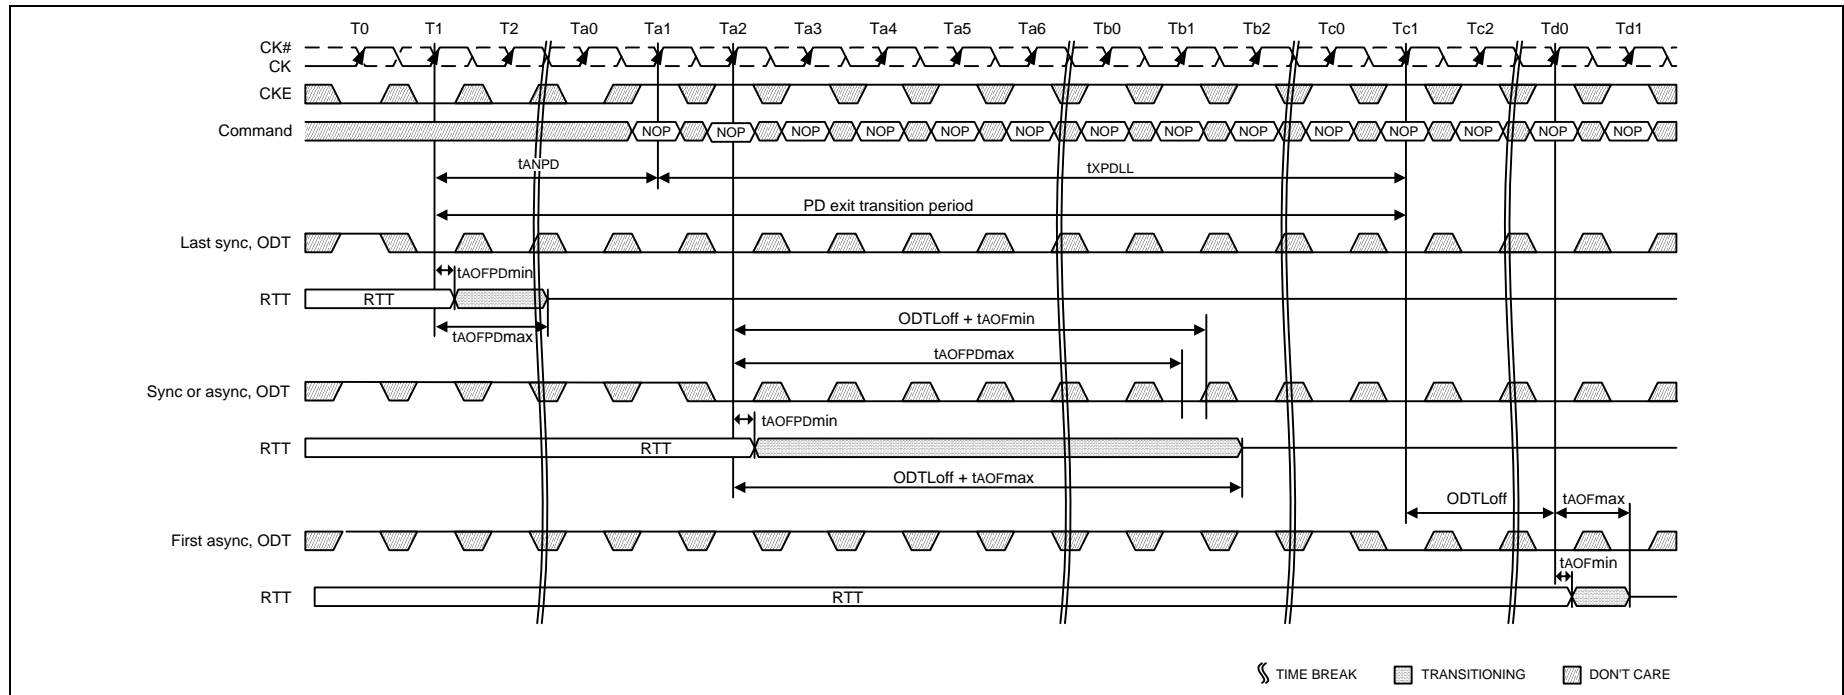 T0 T1 T2 Ta0 Ta1 Ta2 Ta3 Ta4 Ta5 Ta6 Tb0 Tb1 Tb2 Tc0 Tc1 Tc2 Td0 Td1
CK#
CK
CKE
Command NOP NOP NOP NOP NOP NOP NOP NOP NOP NOP NOP NOP NOP NOP
tANPD tXPDLL
PD exit transition period
Last sync, ODT
tAOFPDmin
RTT RTT
ODTLoff + tAOFmin
tAOFPDmax
tAOFPDmax
Sync or async, ODT
tAOFPDmin
RTT RTT
ODTLoff + tAOFmax
ODTLoff tAOFmax
First async, ODT
tAOFmin
RTT RTT
TIME BREAK TRANSITIONING DON'T CARE